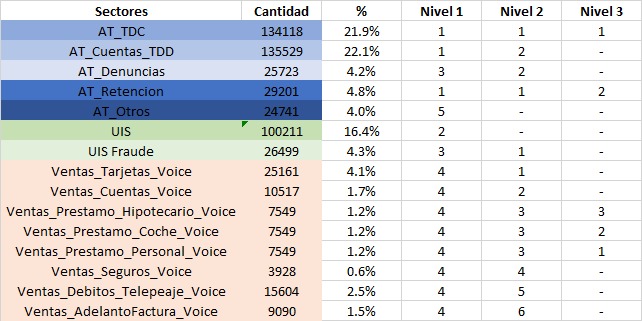 Sectores Cantidad % Nivel 1 Nivel 2 Nivel 3
AT_TDC 134118 21.9% 1 1 1
AT_Cuentas_TDD 135529 22.1% 1 2 -
AT_Denuncias 25723 4.2% 3 2 -
AT_Retencion 29201 4.8% 1 1 2
AT_Otros 24741 4.0% 5 - -
UIS 100211 16.4% 2 - -
UIS Fraude 26499 4.3% 3 1 -
Ventas_Tarjetas_Voice 25161 4.1% 4 1 -
Ventas_Cuentas_Voice 10517 1.7% 4 2 -
Ventas_Prestamo_Hipotecario_Voice 7549 1.2% 4 3 3
Ventas_Prestamo_Coche_Voice 7549 1.2% 4 3 2
Ventas_Prestamo_Personal_Voice 7549 1.2% 4 3 1
Ventas_Seguros_Voice 3928 0.6% 4 4 -
Ventas_Debitos_Telepeaje_Voice 15604 2.5% 4 5 -
Ventas_AdelantoFactura_Voice 9090 1.5% 4 6 -